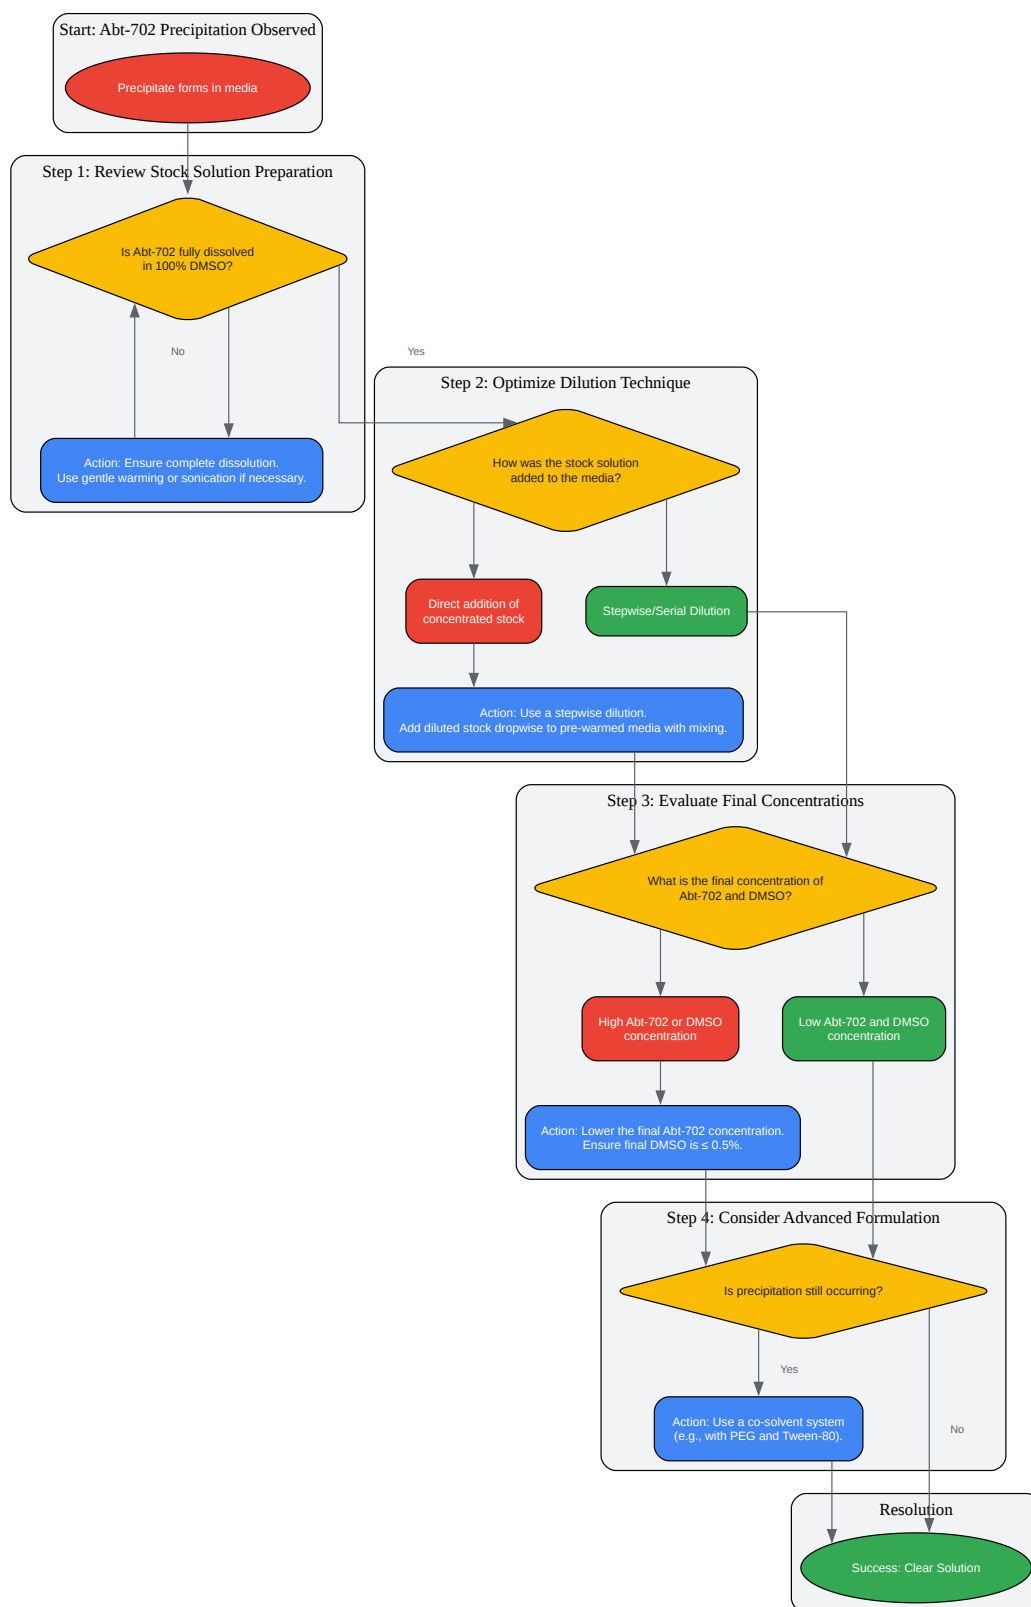 Start: Abt-702 Precipitation Observed
Precipitate forms in media
Step 1: Review Stock Solution Preparation
Is Abt-702 fully dissolved
in 100% DMSO?
No
Yes
Action: Ensure complete dissolution.
Use gentle warming or sonication if necessary.
Step 2: Optimize Dilution Technique
How was the stock solution
added to the media?
Direct addition of
concentrated stock
Stepwise/Serial Dilution
Action: Use a stepwise dilution.
Add diluted stock dropwise to pre-warmed media with mixing.
Step 3: Evaluate Final Concentrations
What is the final concentration of
Abt-702 and DMSO?
High Abt-702 or DMSO
concentration
Low Abt-702 and DMSO
concentration
Action: Lower the final Abt-702 concentration.
Ensure final DMSO is ≤ 0.5%.
Step 4: Consider Advanced Formulation
Is precipitation still occurring?
Yes
Action: Use a co-solvent system
(e.g., with PEG and Tween-80).
No
Resolution
Success: Clear Solution